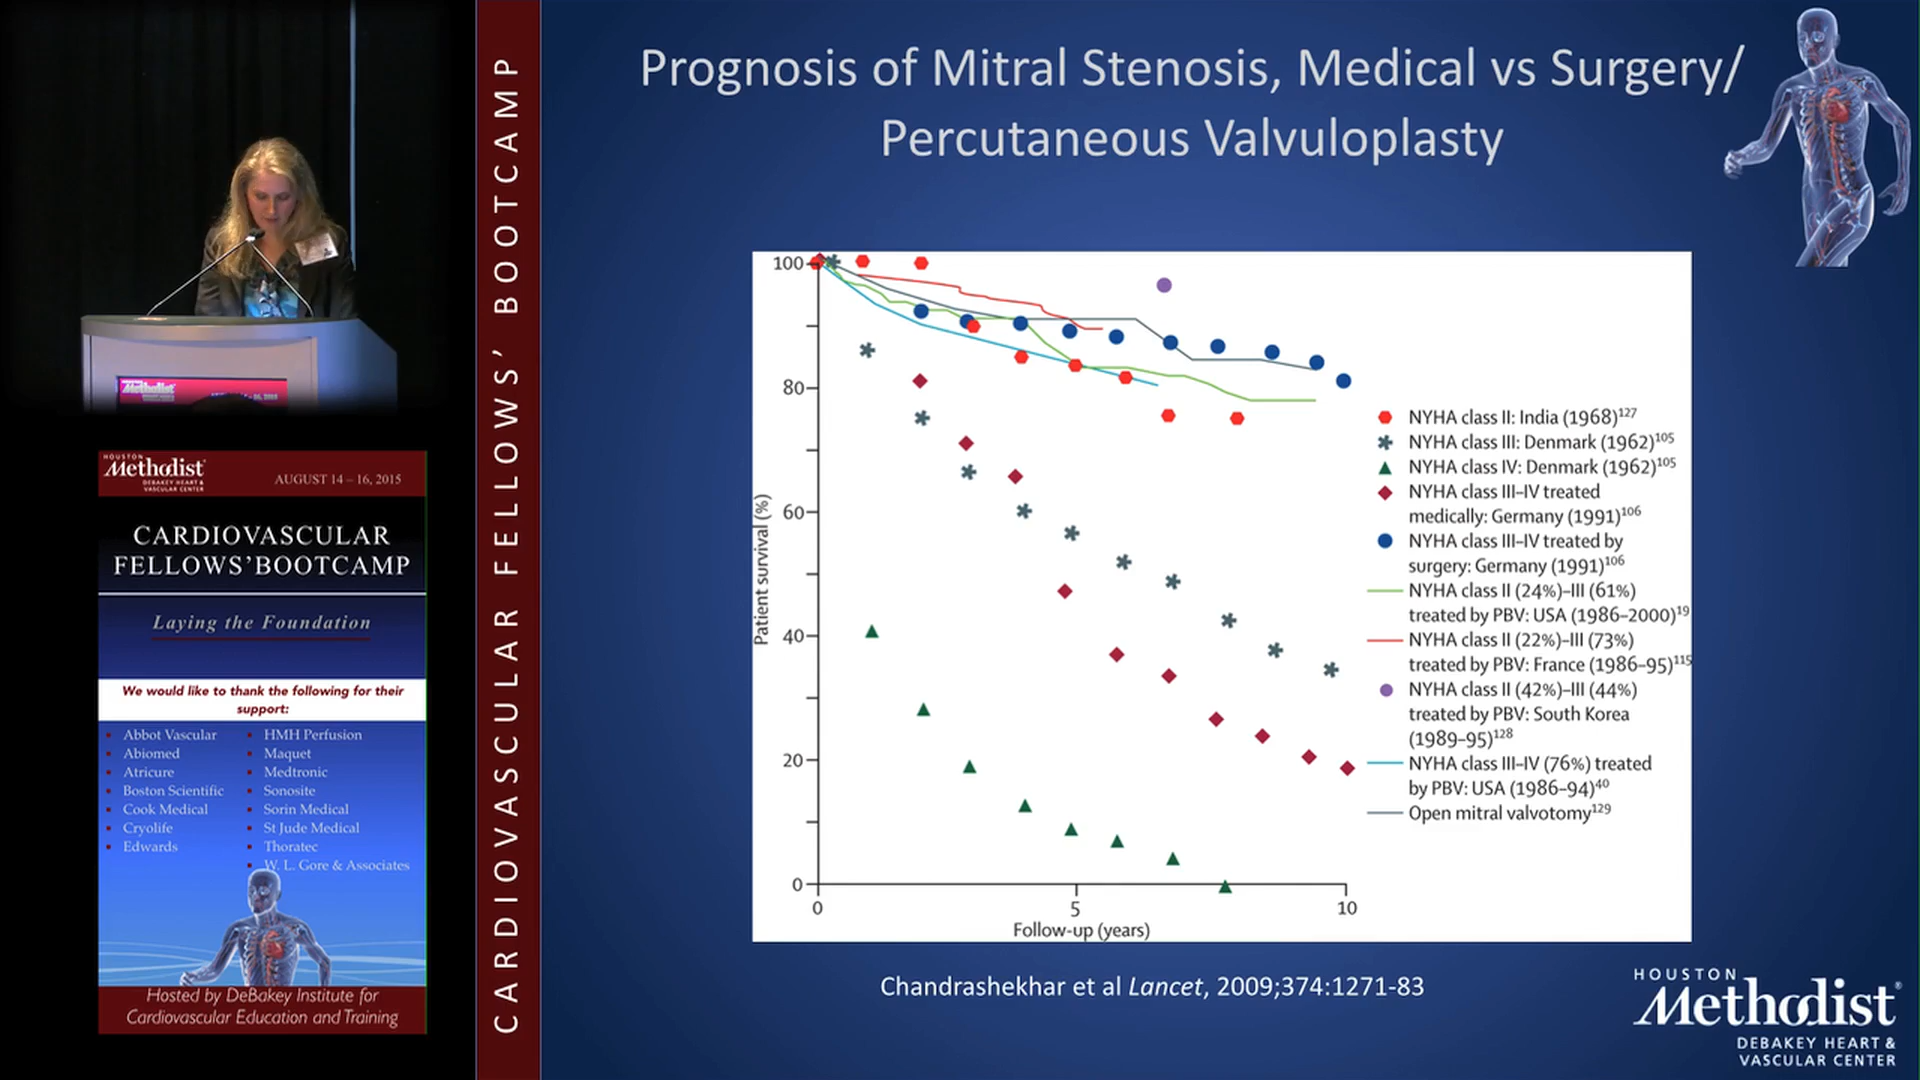 Prognosis of Mitral Stenosis, Medical vs Surgery/
Percutaneous Valvuloplasty
CARDIOVASCULAR FELLOWS' BOOTCAMP
Methodist
HOUSTON
Methodist
DEBAKEY HEART &
VASCULAR CENTER
AUGUST 14 – 16, 2015
CARDIOVASCULAR
FELLOWS'BOOTCAMP
Laying the Foundation
We would like to thank the following for their
support:
Abbot Vascular
Abiomed
Atricure
Boston Scientific
Cook Medical
Cryolife
Edwards
HMH Perfusion
Maquet
Medtronic
Sonosite
Sorin Medical
St Jude Medical
Thoratec
W. L. Gore & Associates
Hosted by DeBakey Institute for
Cardiovascular Education and Training
Patient survival (%)
100
80
60
40
20
0
0
5
10
Follow-up (years)
NYHA class II: India (1968)127
NYHA class III: Denmark (1962)105
NYHA class IV: Denmark (1962)105
NYHA class III–IV treated
medically: Germany (1991)106
NYHA class III–IV treated by
surgery: Germany (1991)106
NYHA class II (24%)–III (61%)
treated by PBV: USA (1986–2000)19
NYHA class II (22%)–III (73%)
treated by PBV: France (1986–95)115
NYHA class II (42%)–III (44%)
treated by PBV: South Korea
(1989–95)128
NYHA class III–IV (76%) treated
by PBV: USA (1986–94)40
Open mitral valvotomy129
Chandrashekhar et al Lancet, 2009;374:1271-83
HOUSTON
Methodist®
DEBAKEY HEART &
VASCULAR CENTER